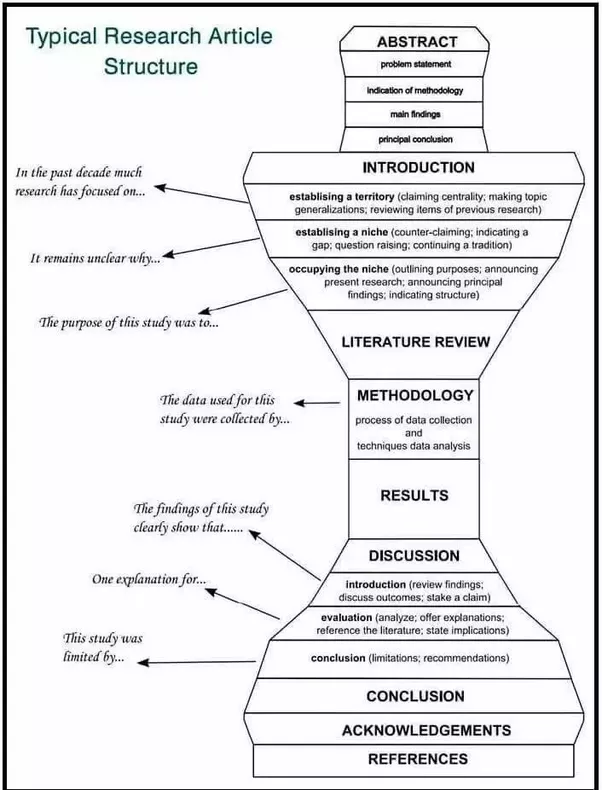 Typical Research Article
Structure
ABSTRACT
problem statement
indication of methodology
main findings
principal conclusion
INTRODUCTION
In the past decade much
research has focused on...
establising a territory (claiming centrality; making topic
generalizations; reviewing items of previous research)
establising a niche (counter-claiming; indicating a
gap; question raising; continuing a tradition)
It remains unclear why...
occupying the niche (outlining purposes; announcing
present research; announcing principal
findings; indicating structure)
The purpose of this study was to...
LITERATURE REVIEW
METHODOLOGY
The data used for this
study were collected by...
process of data collection
and
techniques data analysis
RESULTS
The findings of this study
clearly show that......
DISCUSSION
introduction (review findings;
discuss outcomes; stake a claim)
One explanation for...
evaluation (analyze; offer explanations;
reference the literature; state implications)
This study was
limited by...
conclusion (limitations; recommendations)
CONCLUSION
ACKNOWLEDGEMENTS
REFERENCES